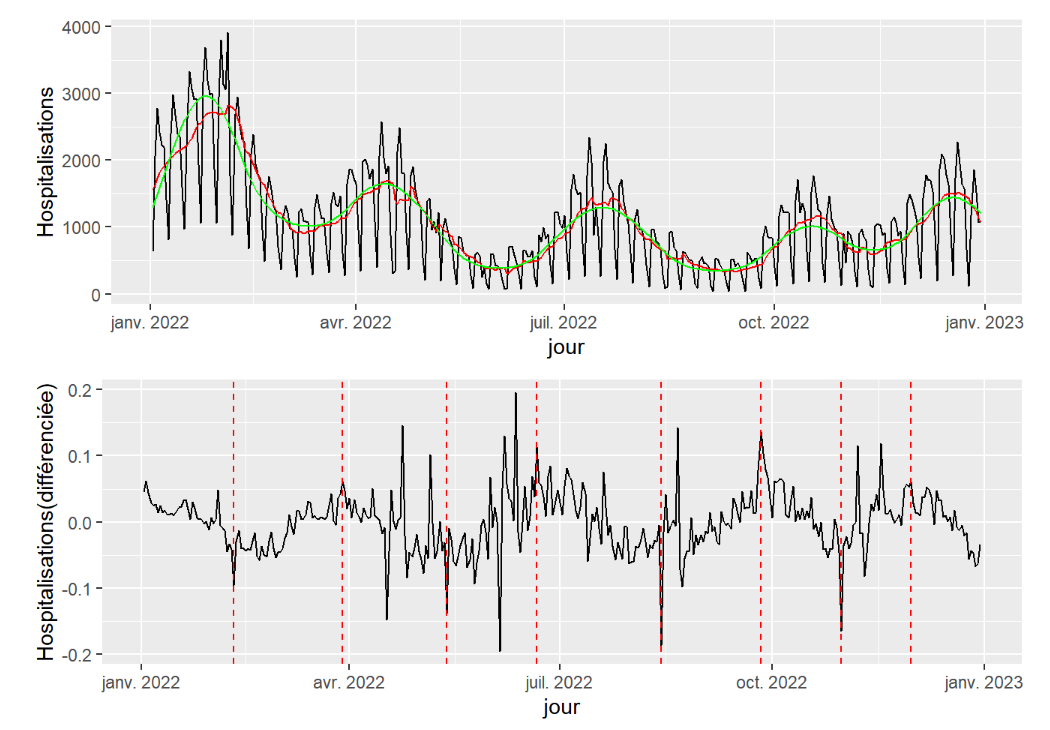 Hospitalisations
4000
3000
2000
1000
0
janv. 2022 avr. 2022 juil. 2022 oct. 2022 janv. 2023
jour
Hospitalisations(différenciée)
0.2
0.1
0.0
-0.1
-0.2
janv. 2022 avr. 2022 juil. 2022 oct. 2022 janv. 2023
jour